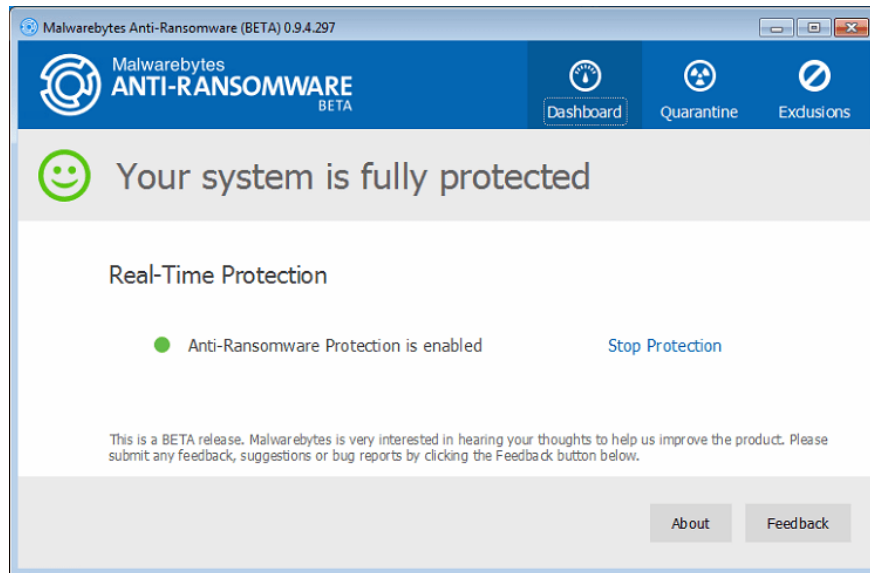 Malwarebytes Anti-Ransomware (BETA) 0.9.4.297
Malwarebytes
ANTI-RANSOMWARE
BETA
Dashboard
Quarantine
Exclusions
Your system is fully protected
Real-Time Protection
Anti-Ransomware Protection is enabled
Stop Protection
This is a BETA release. Malwarebytes is very interested in hearing your thoughts to help us improve the product. Please
submit any feedback, suggestions or bug reports by clicking the Feedback button below.
About
Feedback